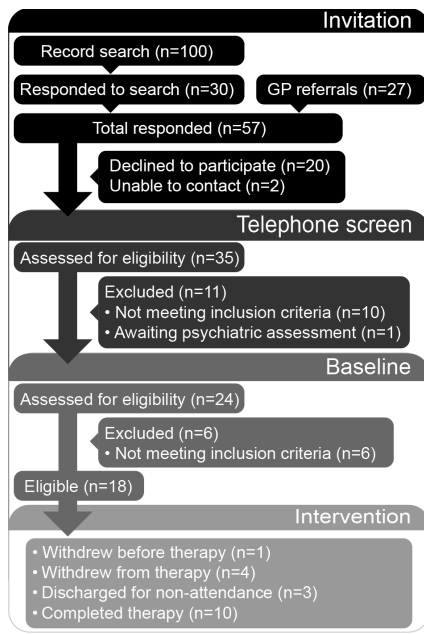 Invitation
Record search (n=100)
Responded to search (n=30)
GP referrals (n=27)
Total responded (n=57)
Declined to participate (n=20)
Unable to contact (n=2)
Telephone screen
Assessed for eligibility (n=35)
Excluded (n=11)
• Not meeting inclusion criteria (n=10)
• Awaiting psychiatric assessment (n=1)
Baseline
Assessed for eligibility (n=24)
Excluded (n=6)
• Not meeting inclusion criteria (n=6)
Eligible (n=18)
Intervention
• Withdrew before therapy (n=1)
• Withdrew from therapy (n=4)
• Discharged for non-attendance (n=3)
• Completed therapy (n=10)